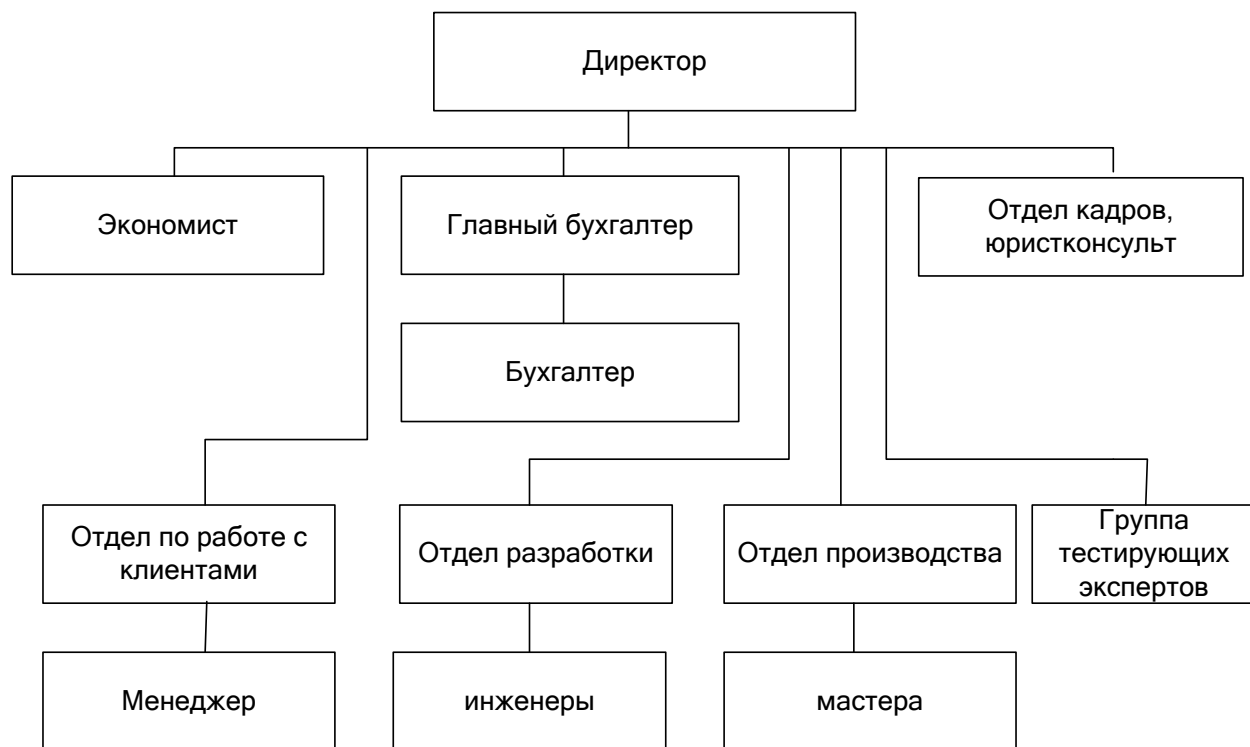 Директор
Экономист
Главный бухгалтер
Отдел кадров,
юристконсульт
Бухгалтер
Отдел по работе с
клиентами
Отдел разработки
Отдел производства
Группа
тестирующих
экспертов
Менеджер
инженеры
мастера